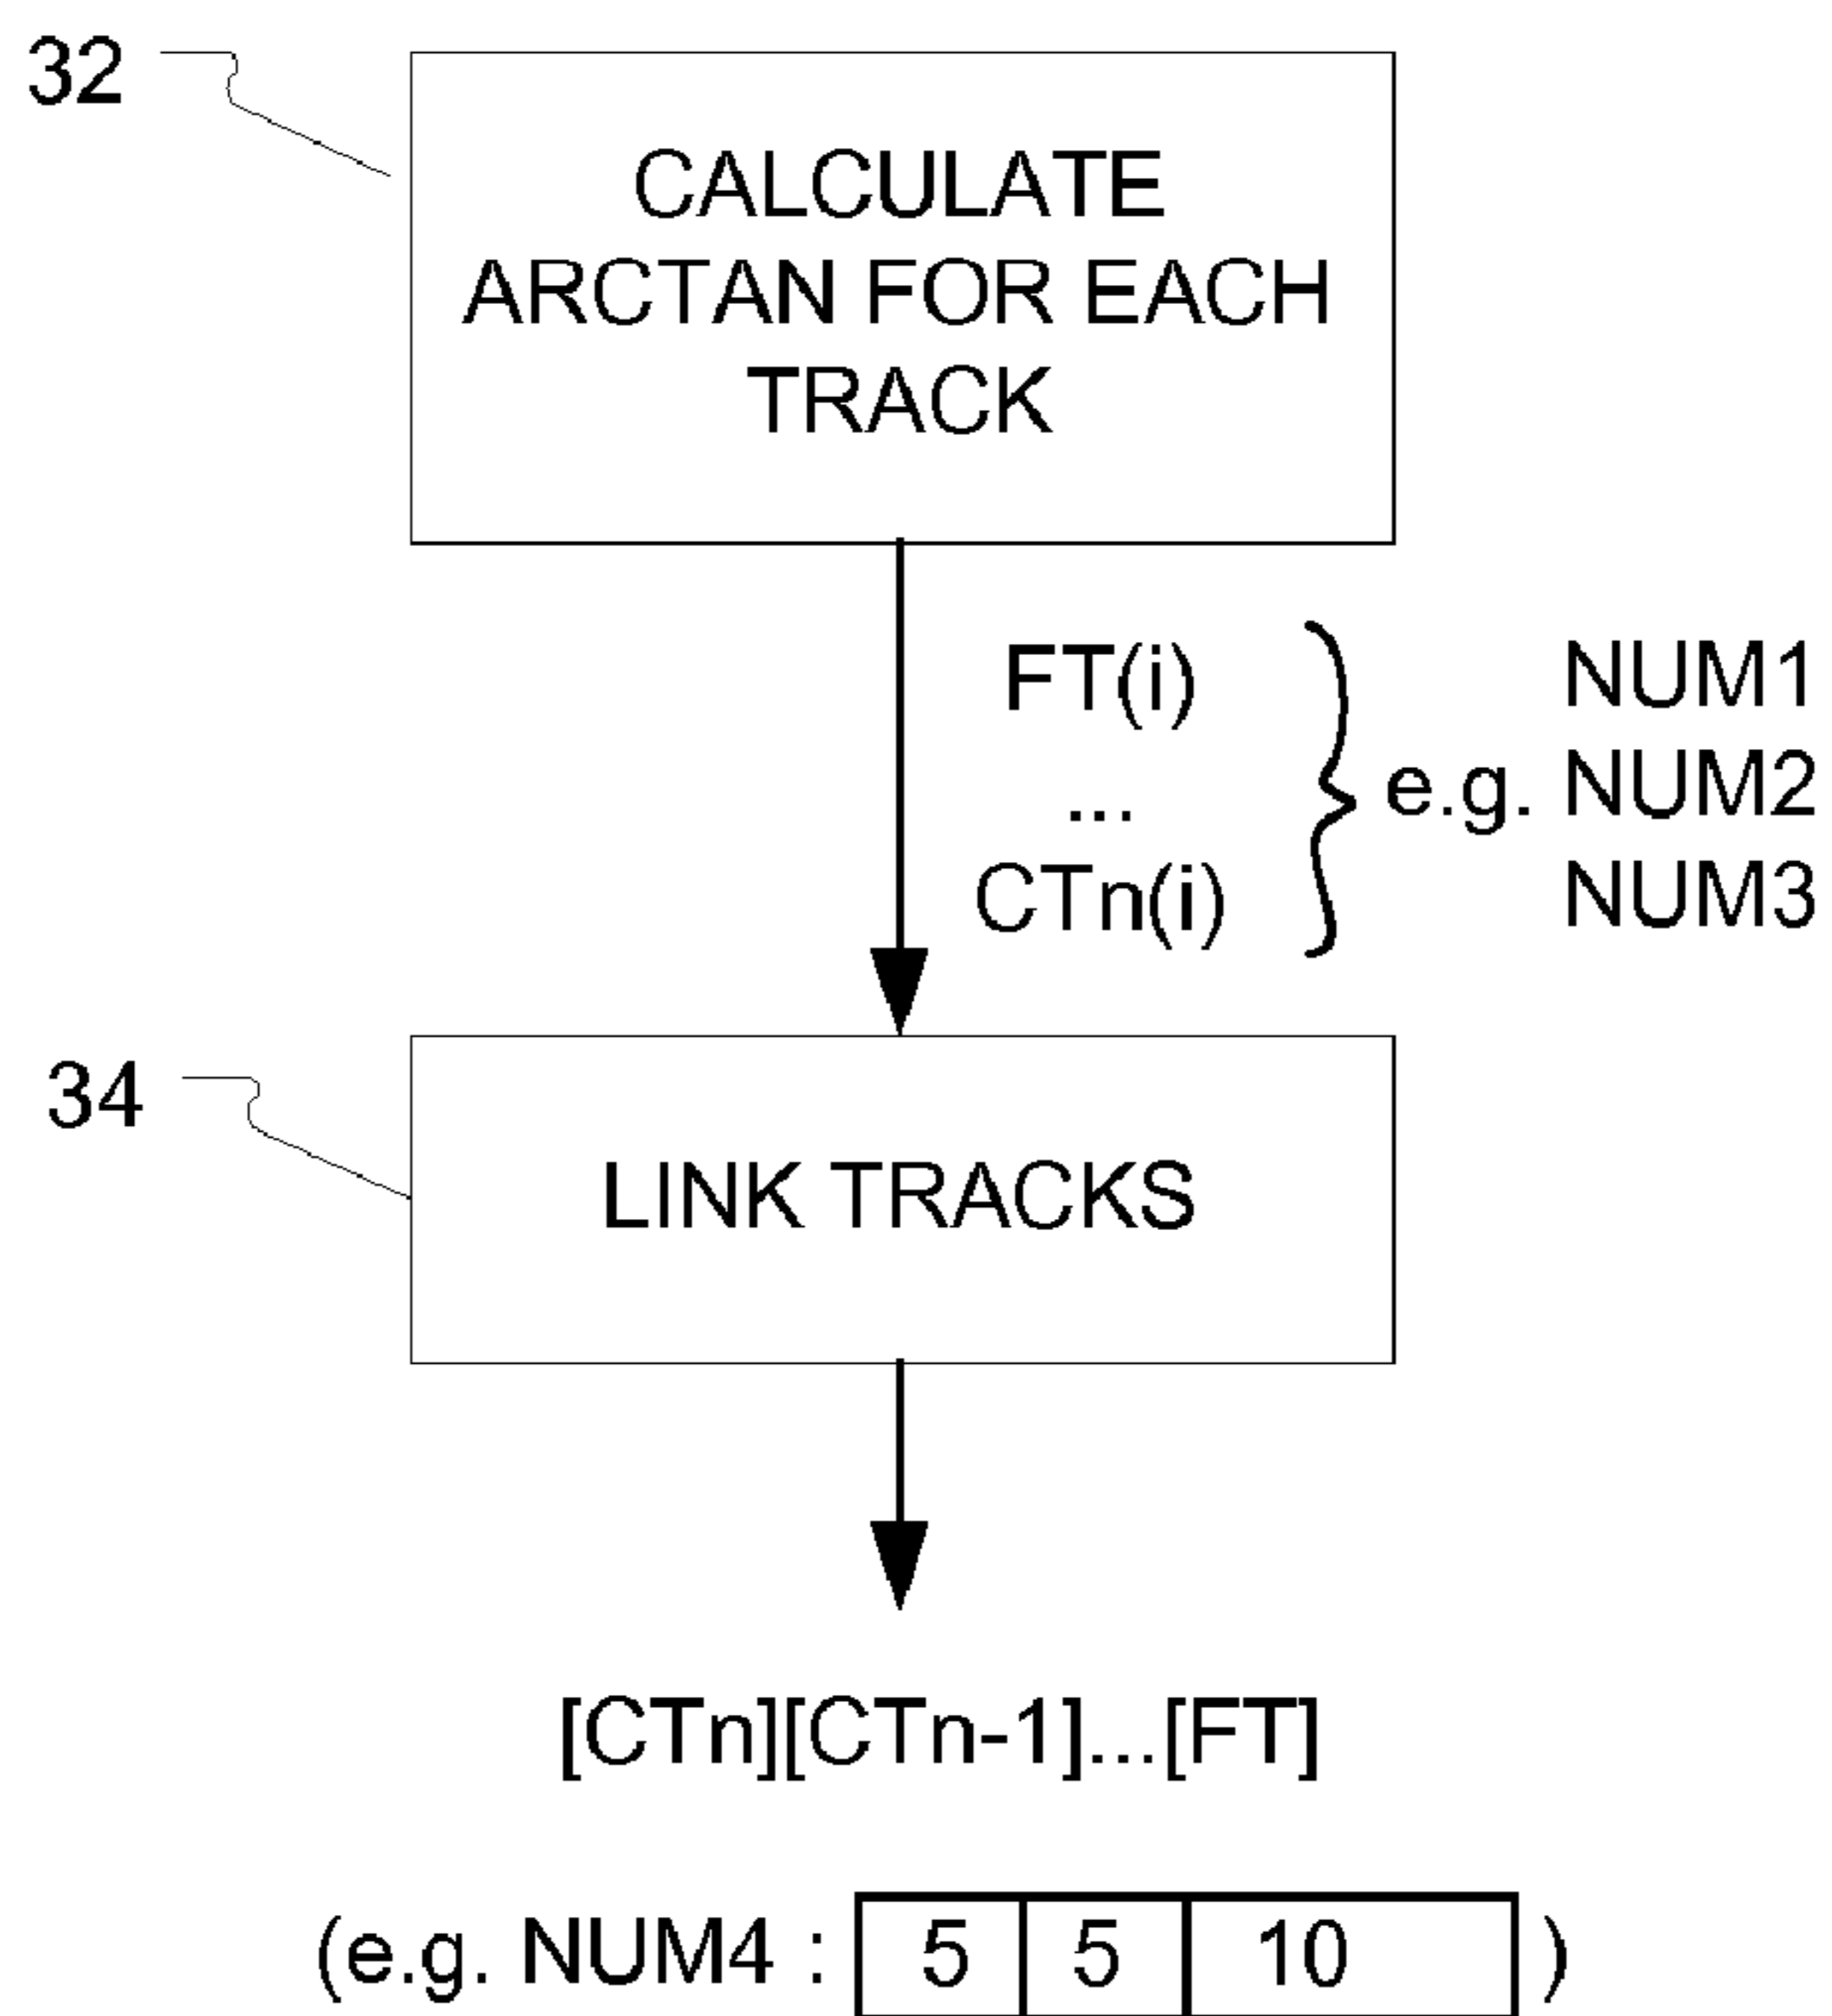 32
CALCULATE
ARCTAN FOR EACH
TRACK
FT(i)
...
CTn(i)
e.g.
NUM1
NUM2
NUM3
34
LINK TRACKS
[CTn][CTn-1]...[FT]
(e.g. NUM4 : 5 5 10 )